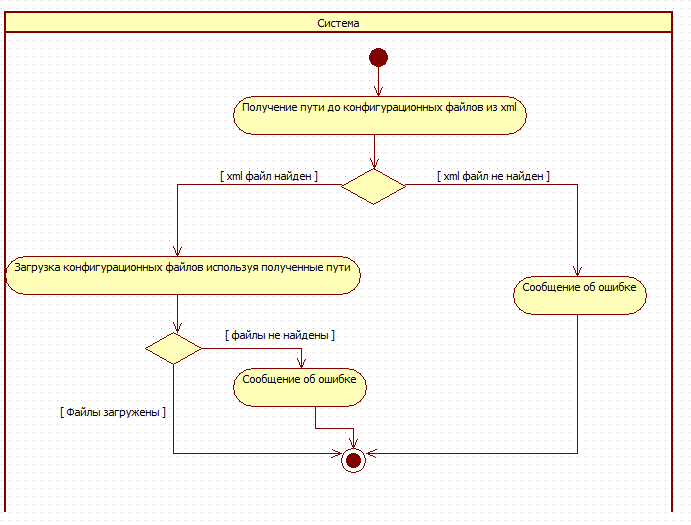 Система
Получение пути до конфигурационных файлов из xml
[ xml файл найден ]
[ xml файл не найден ]
Загрузка конфигурационных файлов используя полученные пути
Сообщение об ошибке
[ файлы не найдены ]
Сообщение об ошибке
[ Файлы загружены ]